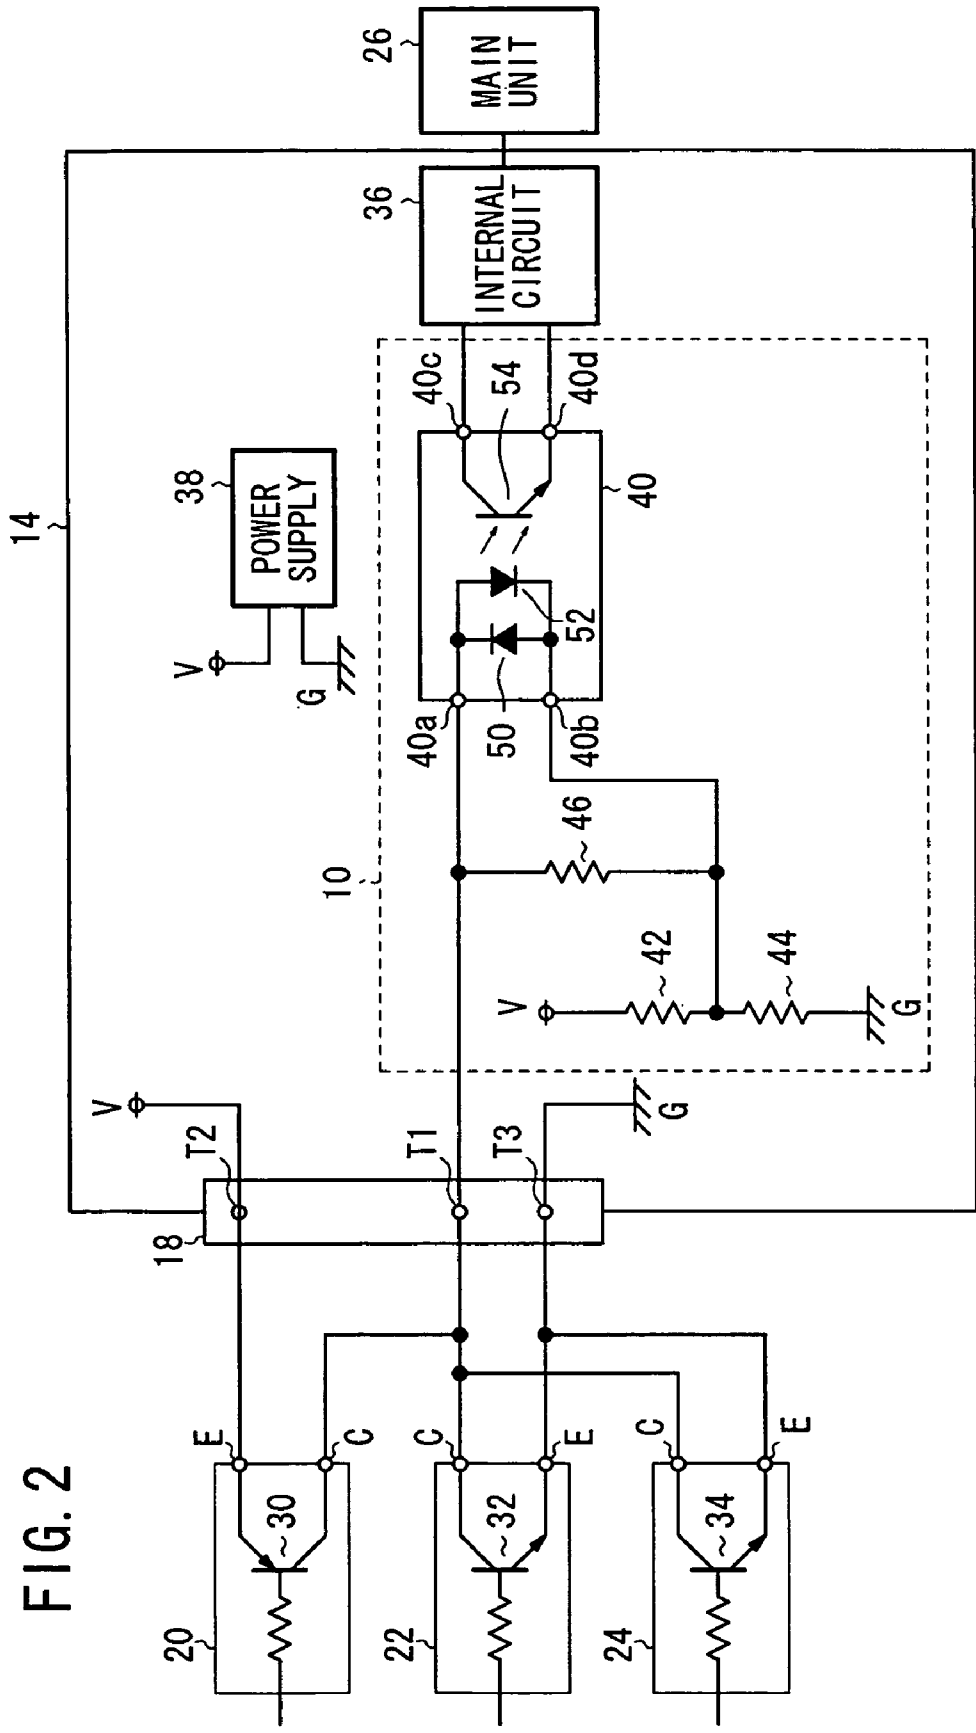 FIG. 2
14
26
MAIN
UNIT
36
INTERNAL
CIRCUIT
38
POWER
SUPPLY
V
G
40c
54
40d
40
52
50
40a
40b
46
10
42
44
V
G
V
T2
T1
T3
G
18
E
C
30
20
C
E
32
22
C
E
34
24